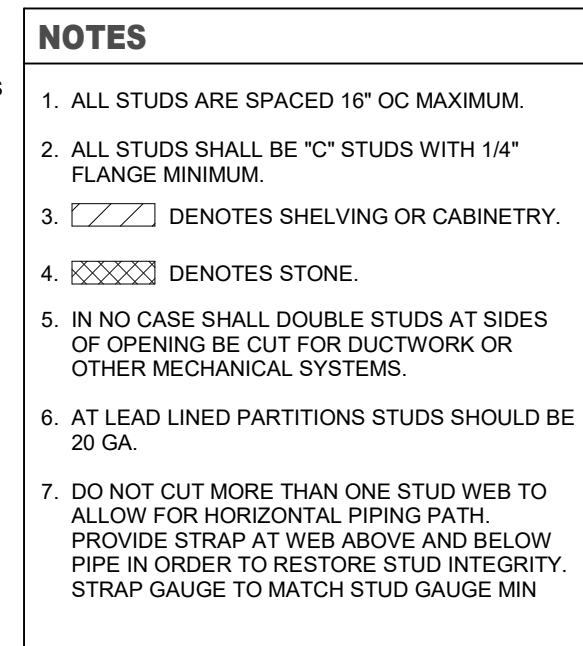 NOTES
S
1. ALL STUDS ARE SPACED 16" OC MAXIMUM.
2. ALL STUDS SHALL BE "C" STUDS WITH 1/4"
FLANGE MINIMUM.
3. DENOTES SHELVING OR CABINETRY.
4. DENOTES STONE.
5. IN NO CASE SHALL DOUBLE STUDS AT SIDES
OF OPENING BE CUT FOR DUCTWORK OR
OTHER MECHANICAL SYSTEMS.
6. AT LEAD LINED PARTITIONS STUDS SHOULD BE
20 GA.
7. DO NOT CUT MORE THAN ONE STUD WEB TO
ALLOW FOR HORIZONTAL PIPING PATH.
PROVIDE STRAP AT WEB ABOVE AND BELOW
PIPE IN ORDER TO RESTORE STUD INTEGRITY.
STRAP GAUGE TO MATCH STUD GAUGE MIN